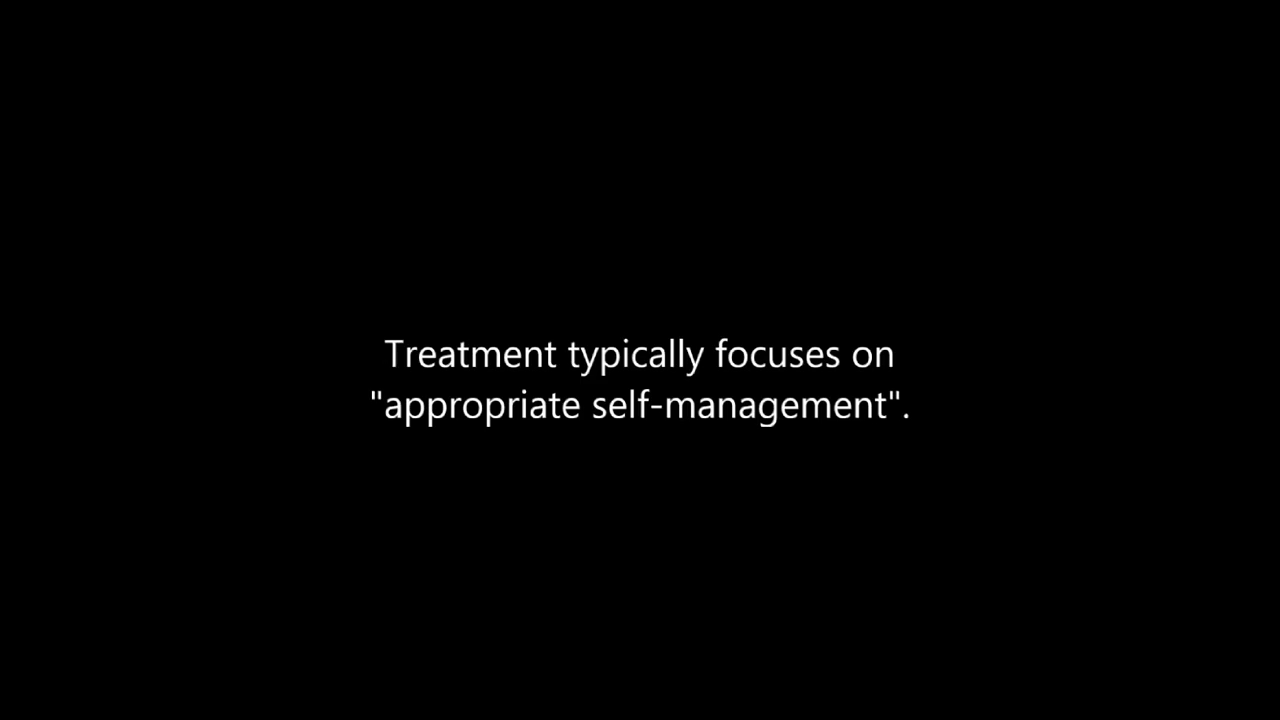 Treatment typically focuses on
"appropriate self-management".